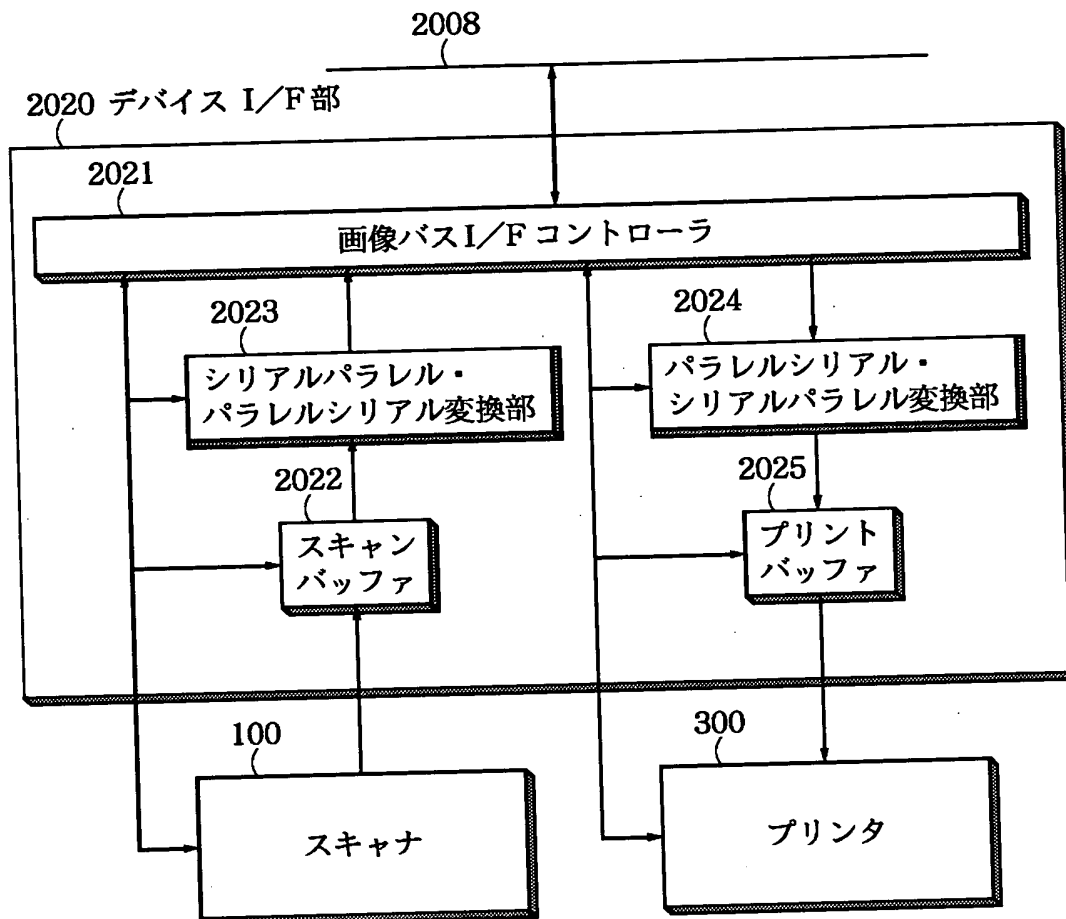 2008
2020 デバイス I/F部
2021
画像バスI/Fコントローラ
2023
シリアルパラレル・
パラレルシリアル変換部
2024
パラレルシリアル・
シリアルパラレル変換部
2022
スキャン
バッファ
2025
プリント
バッファ
100
スキャナ
300
プリンタ